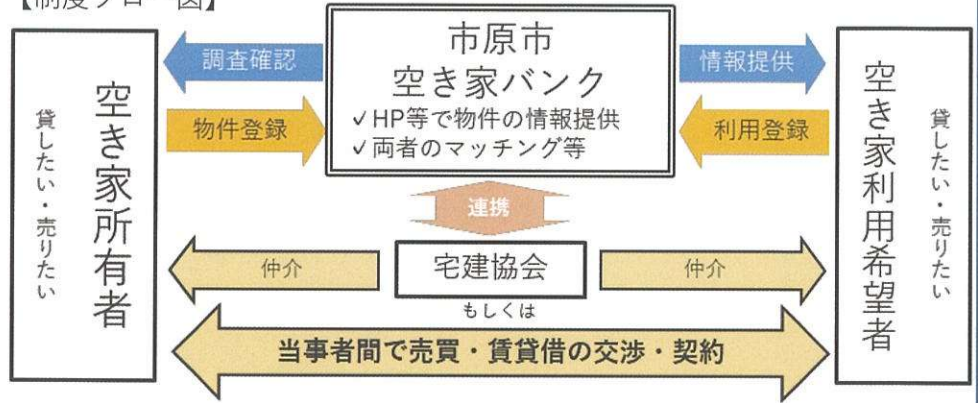 【制度フロー図】
市原市
空き家バンク
✓HP等で物件の情報提供
✓両者のマッチング等
調査確認
物件登録
情報提供
利用登録
空き家所有者
貸したい・売りたい
空き家利用希望者
貸したい・売りたい
連携
宅建協会
仲介
仲介
もしくは
当事者間で売買・賃貸借の交渉・契約